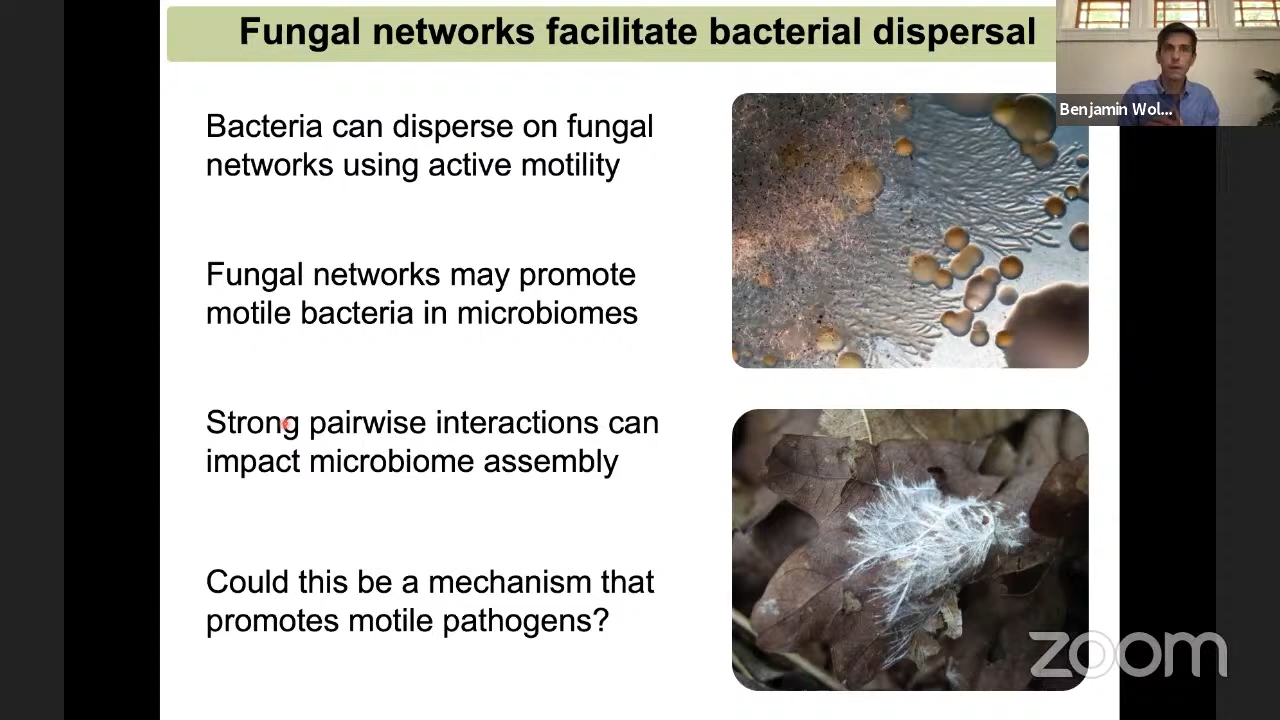 Fungal networks facilitate bacterial dispersal
Benjamin Wol...
Bacteria can disperse on fungal
networks using active motility
Fungal networks may promote
motile bacteria in microbiomes
Strong pairwise interactions can
impact microbiome assembly
Could this be a mechanism that
promotes motile pathogens?
zoom